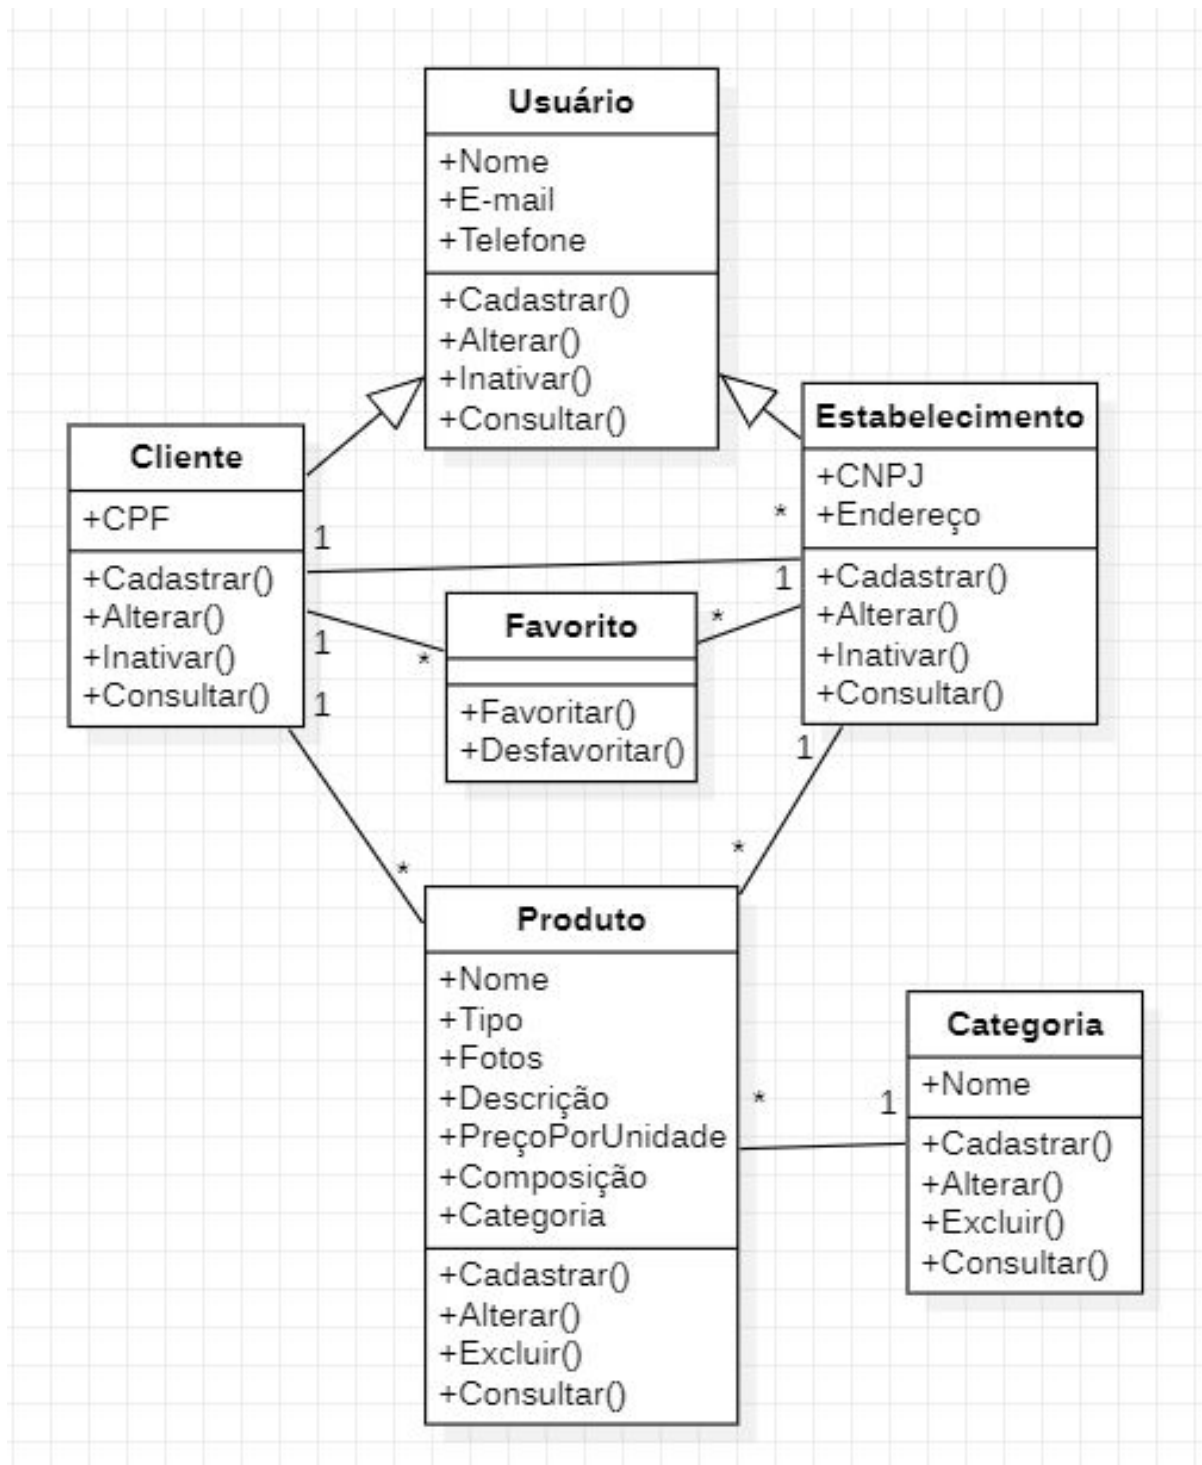 Usuário
+Nome
+E-mail
+Telefone
+Cadastrar()
+Alterar()
+Inativar()
+Consultar()
Cliente
+CPF
+Cadastrar()
+Alterar()
+Inativar()
+Consultar()
Estabelecimento
+CNPJ
+Endereço
+Cadastrar()
+Alterar()
+Inativar()
+Consultar()
1
*
1
*
1
*
1
Favorito
+Favoritar()
+Desfavoritar()
1
*
*
Produto
+Nome
+Tipo
+Fotos
+Descrição
+PreçoPorUnidade
+Composição
+Categoria
+Cadastrar()
+Alterar()
+Excluir()
+Consultar()
*
1
Categoria
+Nome
+Cadastrar()
+Alterar()
+Excluir()
+Consultar()